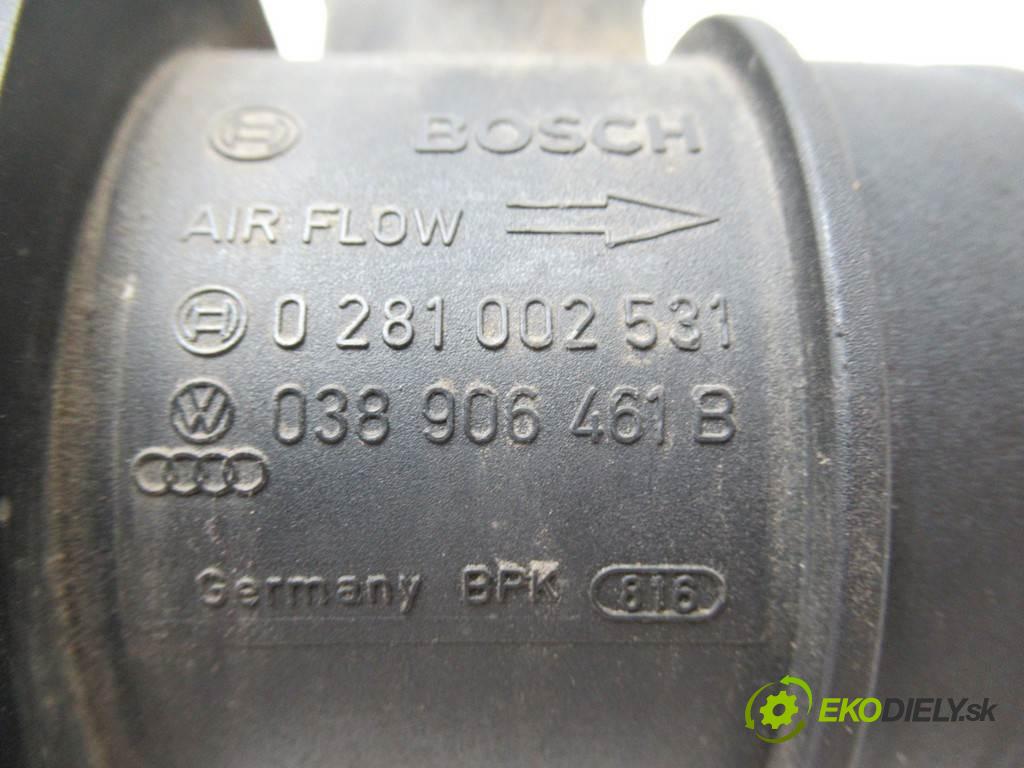 BOSCH
AIR FLOW
0 281 002 531
038 906 461 B
Germany BPK 816
EKODIELY.sk